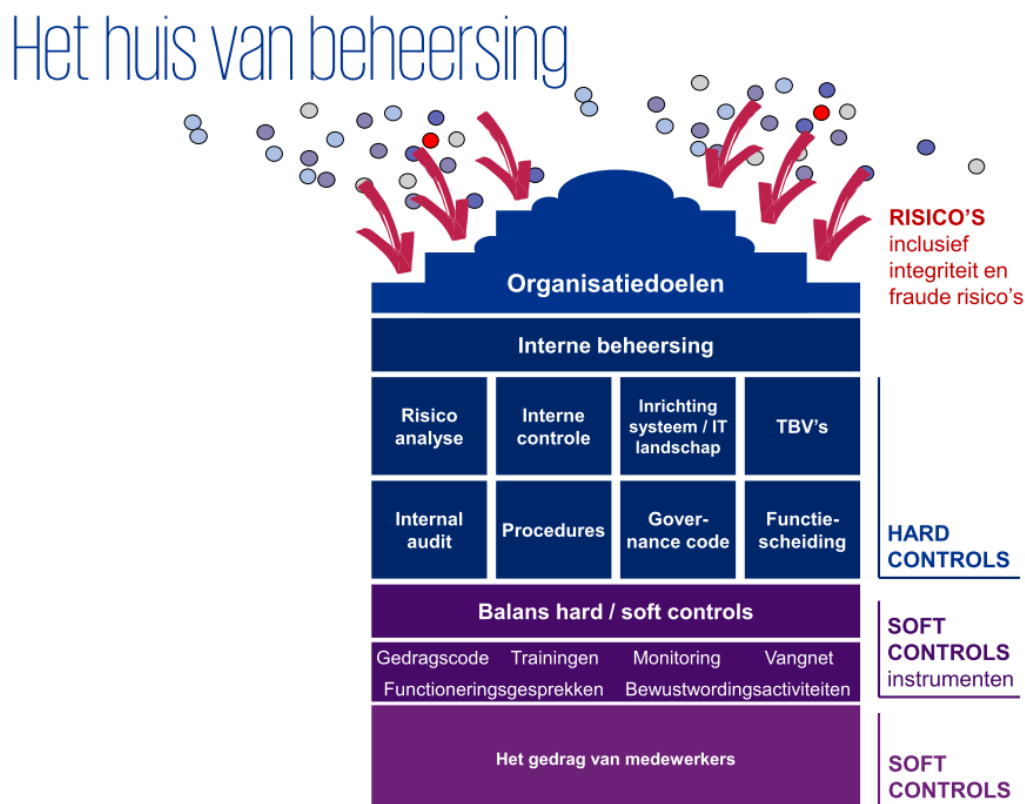 Het huis van beheersing
RISICO'S
inclusief
integriteit en
fraude risico's
Organisatiedoelen
Interne beheersing
Risico
analyse
Interne
controle
Inrichting
systeem / IT
landschap
TBV's
Internal
audit
Procedures
Gover-
nance code
Functie-
scheiding
HARD
CONTROLS
Balans hard / soft controls
Gedragscode Trainingen Monitoring Vangnet
Functioneringsgesprekken Bewustwordingsactiviteiten
SOFT
CONTROLS
instrumenten
Het gedrag van medewerkers
SOFT
CONTROLS